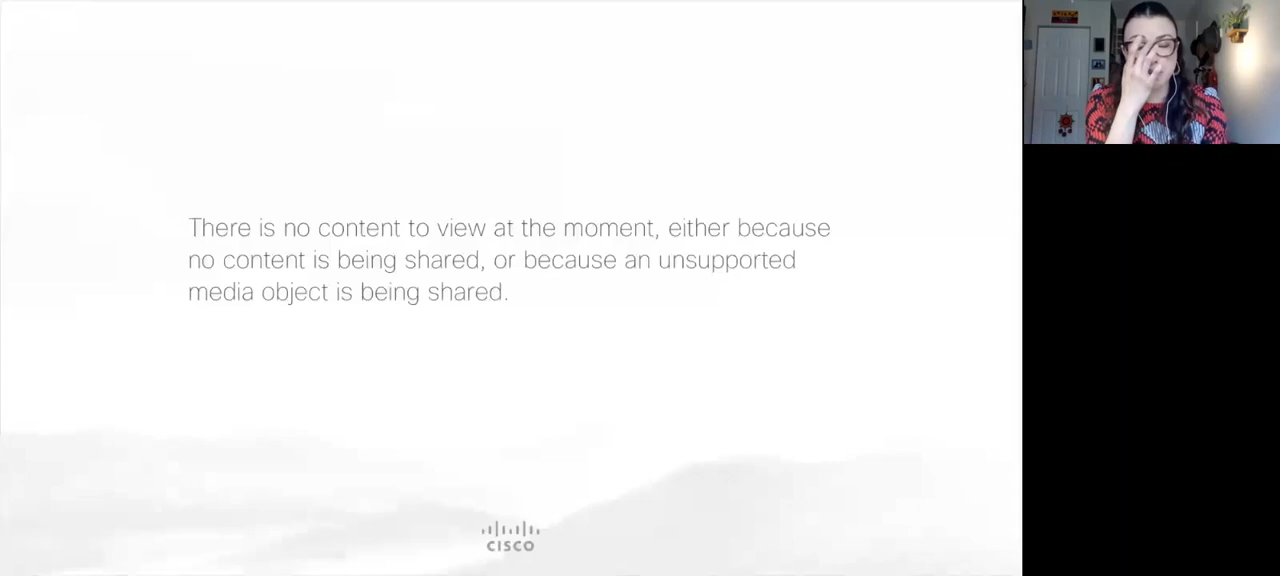 There is no content to view at the moment, either because
no content is being shared, or because an unsupported
media object is being shared.
CISCO